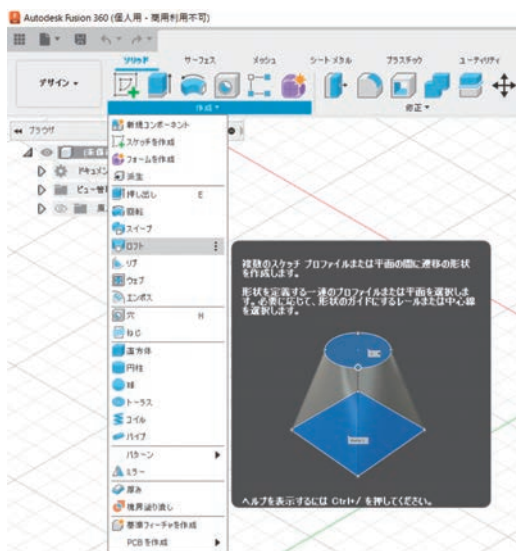 Autodesk Fusion 360 (個人用 - 商用利用不可)
ソリッド サーフェス メッシュ シート メタル プラスチック ユーティリティ
デザイン
作成 修正
ブラウザ
ビュー管理
新規コンポーネント
スケッチを作成
フォームを作成
派生
押し出し E
回転
スイープ
ロフト
リブ
ウェブ
エンボス
穴 H
ねじ
直方体
円柱
球
トーラス
コイル
パイプ
パターン
ミラー
厚み
境界塗り潰し
基準フィーチャを作成
PCB を作成
複数のスケッチ プロファイルまたは平面の間に遷移の形状
を作成します。
形状を定義する一連のプロファイルまたは平面を選択しま
す。必要に応じて、形状のガイドにするレールまたは中心線
を選択します。
ヘルプを表示するには Ctrl+/ を押してください。